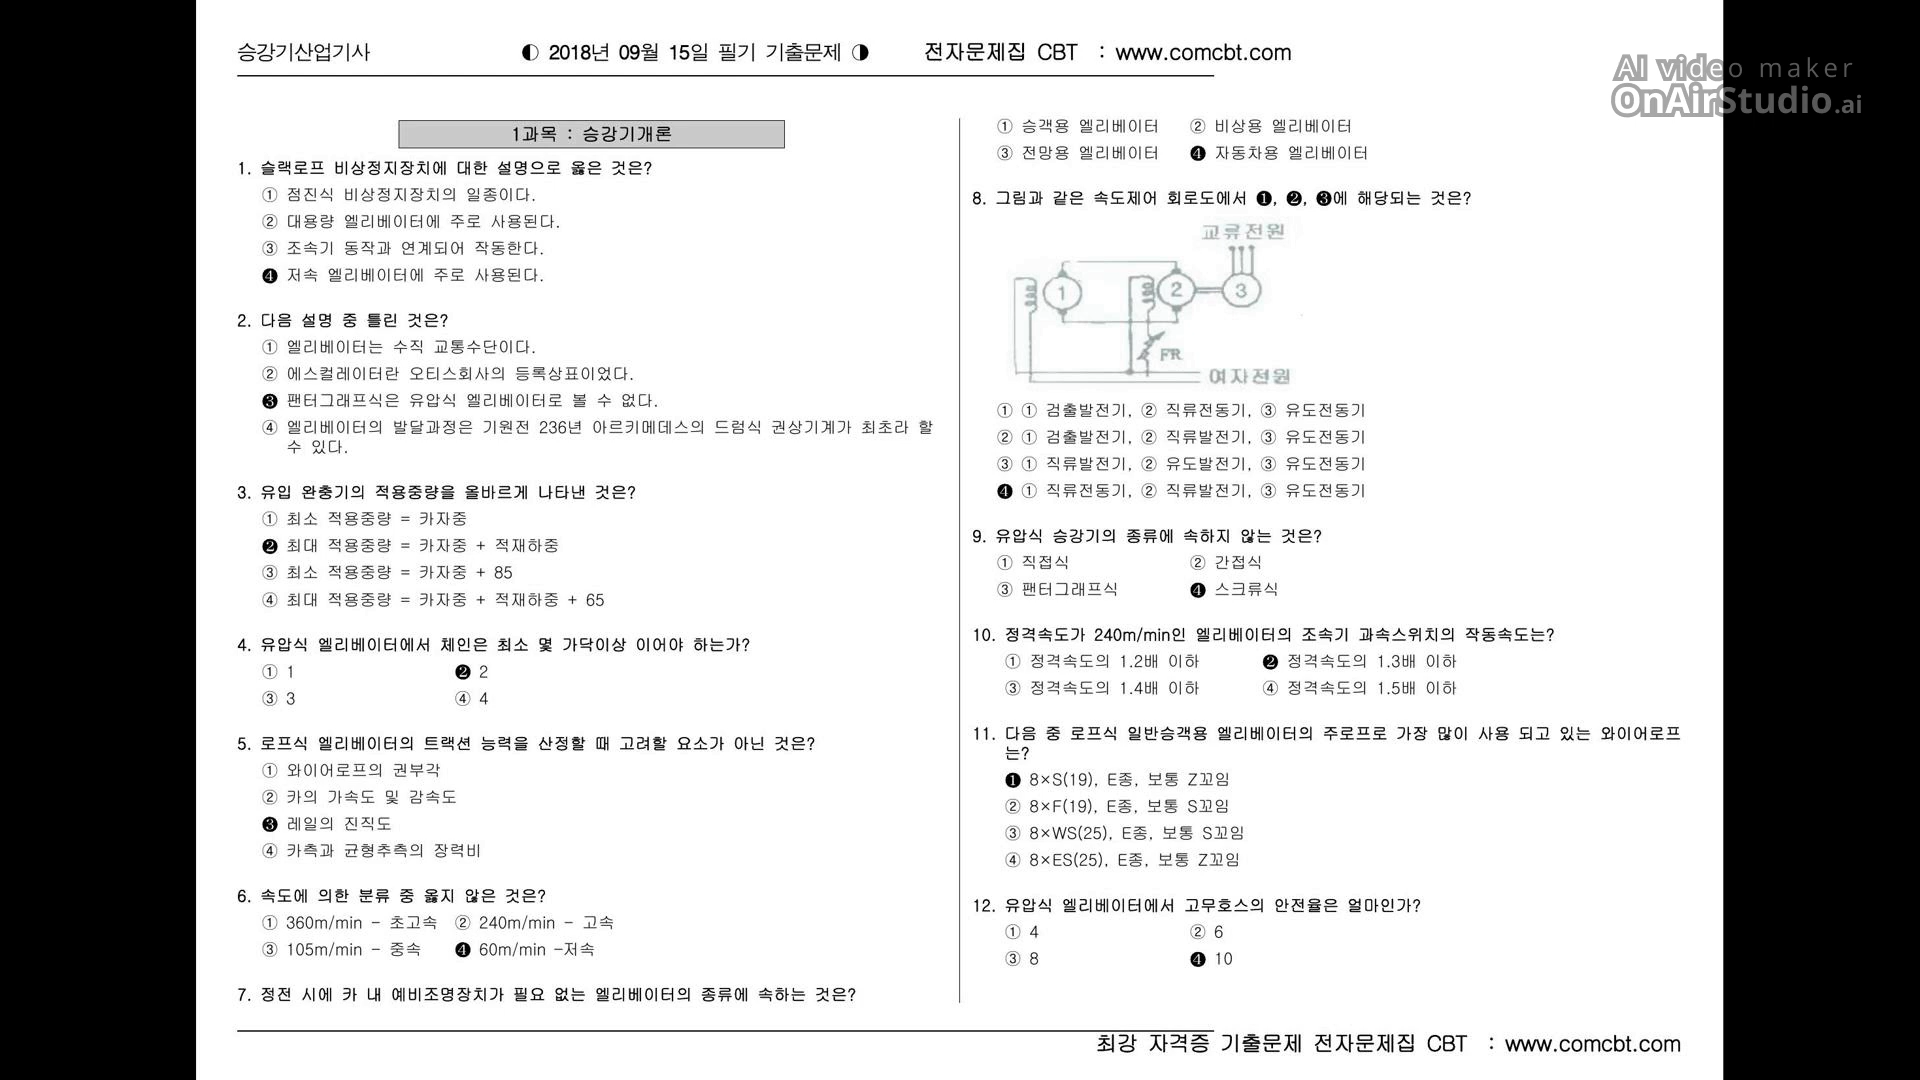 승강기산업기사 ◐ 2018년 09월 15일 필기 기출문제 ◑ 전자문제집 CBT : www.comcbt.com
AI video maker
OnAirStudio.ai
1과목 : 승강기개론
1. 슬랙로프 비상정지장치에 대한 설명으로 옳은 것은?
① 점진식 비상정지장치의 일종이다.
② 대용량 엘리베이터에 주로 사용된다.
③ 조속기 동작과 연계되어 작동한다.
❹ 저속 엘리베이터에 주로 사용된다.
2. 다음 설명 중 틀린 것은?
① 엘리베이터는 수직 교통수단이다.
② 에스컬레이터란 오티스회사의 등록상표이었다.
❸ 팬터그래프식은 유압식 엘리베이터로 볼 수 없다.
④ 엘리베이터의 발달과정은 기원전 236년 아르키메데스의 드럼식 권상기계가 최초라 할
수 있다.
3. 유입 완충기의 적용중량을 올바르게 나타낸 것은?
① 최소 적용중량 = 카자중
❷ 최대 적용중량 = 카자중 + 적재하중
③ 최소 적용중량 = 카자중 + 85
④ 최대 적용중량 = 카자중 + 적재하중 + 65
4. 유압식 엘리베이터에서 체인은 최소 몇 가닥이상 이어야 하는가?
① 1 ❷ 2
③ 3 ④ 4
5. 로프식 엘리베이터의 트랙션 능력을 산정할 때 고려할 요소가 아닌 것은?
① 와이어로프의 권부각
② 카의 가속도 및 감속도
❸ 레일의 진직도
④ 카측과 균형추측의 장력비
6. 속도에 의한 분류 중 옳지 않은 것은?
① 360m/min - 초고속 ② 240m/min - 고속
③ 105m/min - 중속 ❹ 60m/min -저속
7. 정전 시에 카 내 예비조명장치가 필요 없는 엘리베이터의 종류에 속하는 것은?
① 승객용 엘리베이터 ② 비상용 엘리베이터
③ 전망용 엘리베이터 ❹ 자동차용 엘리베이터
8. 그림과 같은 속도제어 회로도에서 ❶, ❷, ❸에 해당되는 것은?
교류전원
1 2 3
FR
여자전원
① ① 검출발전기, ② 직류전동기, ③ 유도전동기
② ① 검출발전기, ② 직류발전기, ③ 유도전동기
③ ① 직류발전기, ② 유도발전기, ③ 유도전동기
❹ ① 직류전동기, ② 직류발전기, ③ 유도전동기
9. 유압식 승강기의 종류에 속하지 않는 것은?
① 직접식 ② 간접식
③ 팬터그래프식 ❹ 스크류식
10. 정격속도가 240m/min인 엘리베이터의 조속기 과속스위치의 작동속도는?
① 정격속도의 1.2배 이하 ❷ 정격속도의 1.3배 이하
③ 정격속도의 1.4배 이하 ④ 정격속도의 1.5배 이하
11. 다음 중 로프식 일반승객용 엘리베이터의 주로프로 가장 많이 사용 되고 있는 와이어로프
는?
❶ 8×S(19), E종, 보통 Z꼬임
② 8×F(19), E종, 보통 S꼬임
③ 8×WS(25), E종, 보통 S꼬임
④ 8×ES(25), E종, 보통 Z꼬임
12. 유압식 엘리베이터에서 고무호스의 안전율은 얼마인가?
① 4 ② 6
③ 8 ❹ 10
최강 자격증 기출문제 전자문제집 CBT : www.comcbt.com